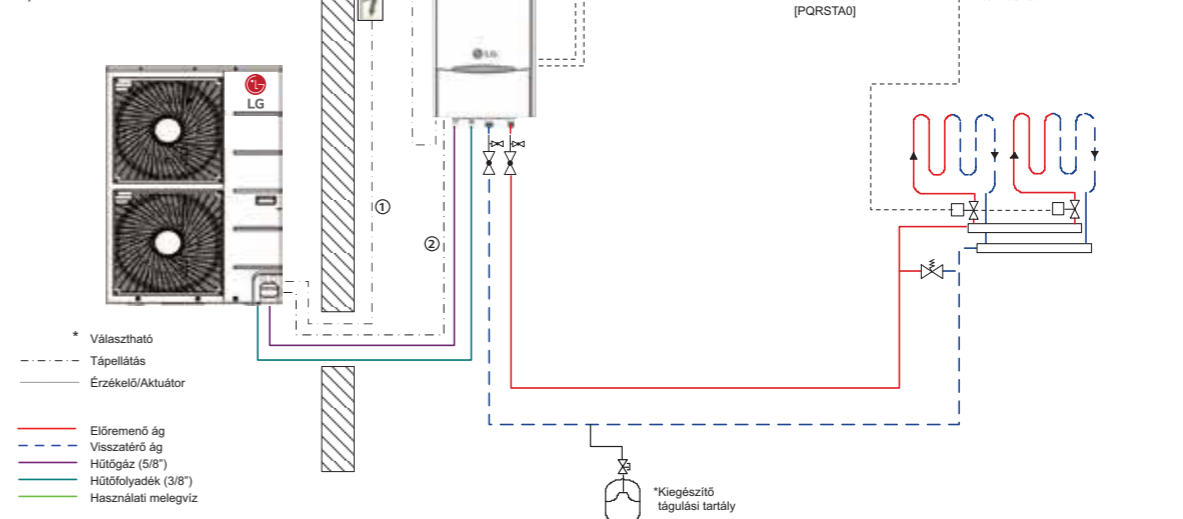 [PQRSTA0]
LG
LG
①
②
* Választható
Tápellátás
Érzékelő/Aktuátor
Előremenő ág
Visszatérő ág
Hűtőgáz (5/8")
Hűtőfolyadék (3/8")
Használati melegvíz
*Kiegészítő
tágulási tartály